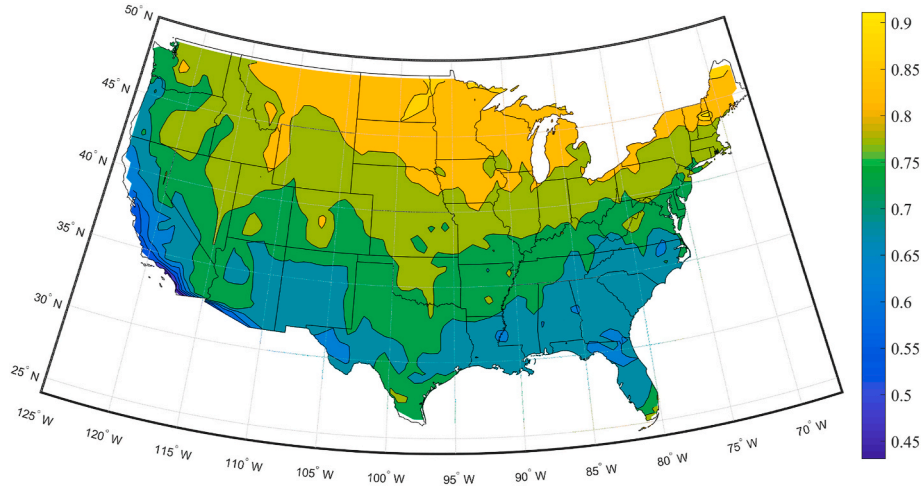 50° N
45° N
40° N
35° N
30° N
25° N
125° W
120° W
115° W
110° W
105° W
100° W
95° W
90° W
85° W
80° W
75° W
70° W
0.9
0.85
0.8
0.75
0.7
0.65
0.6
0.55
0.5
0.45